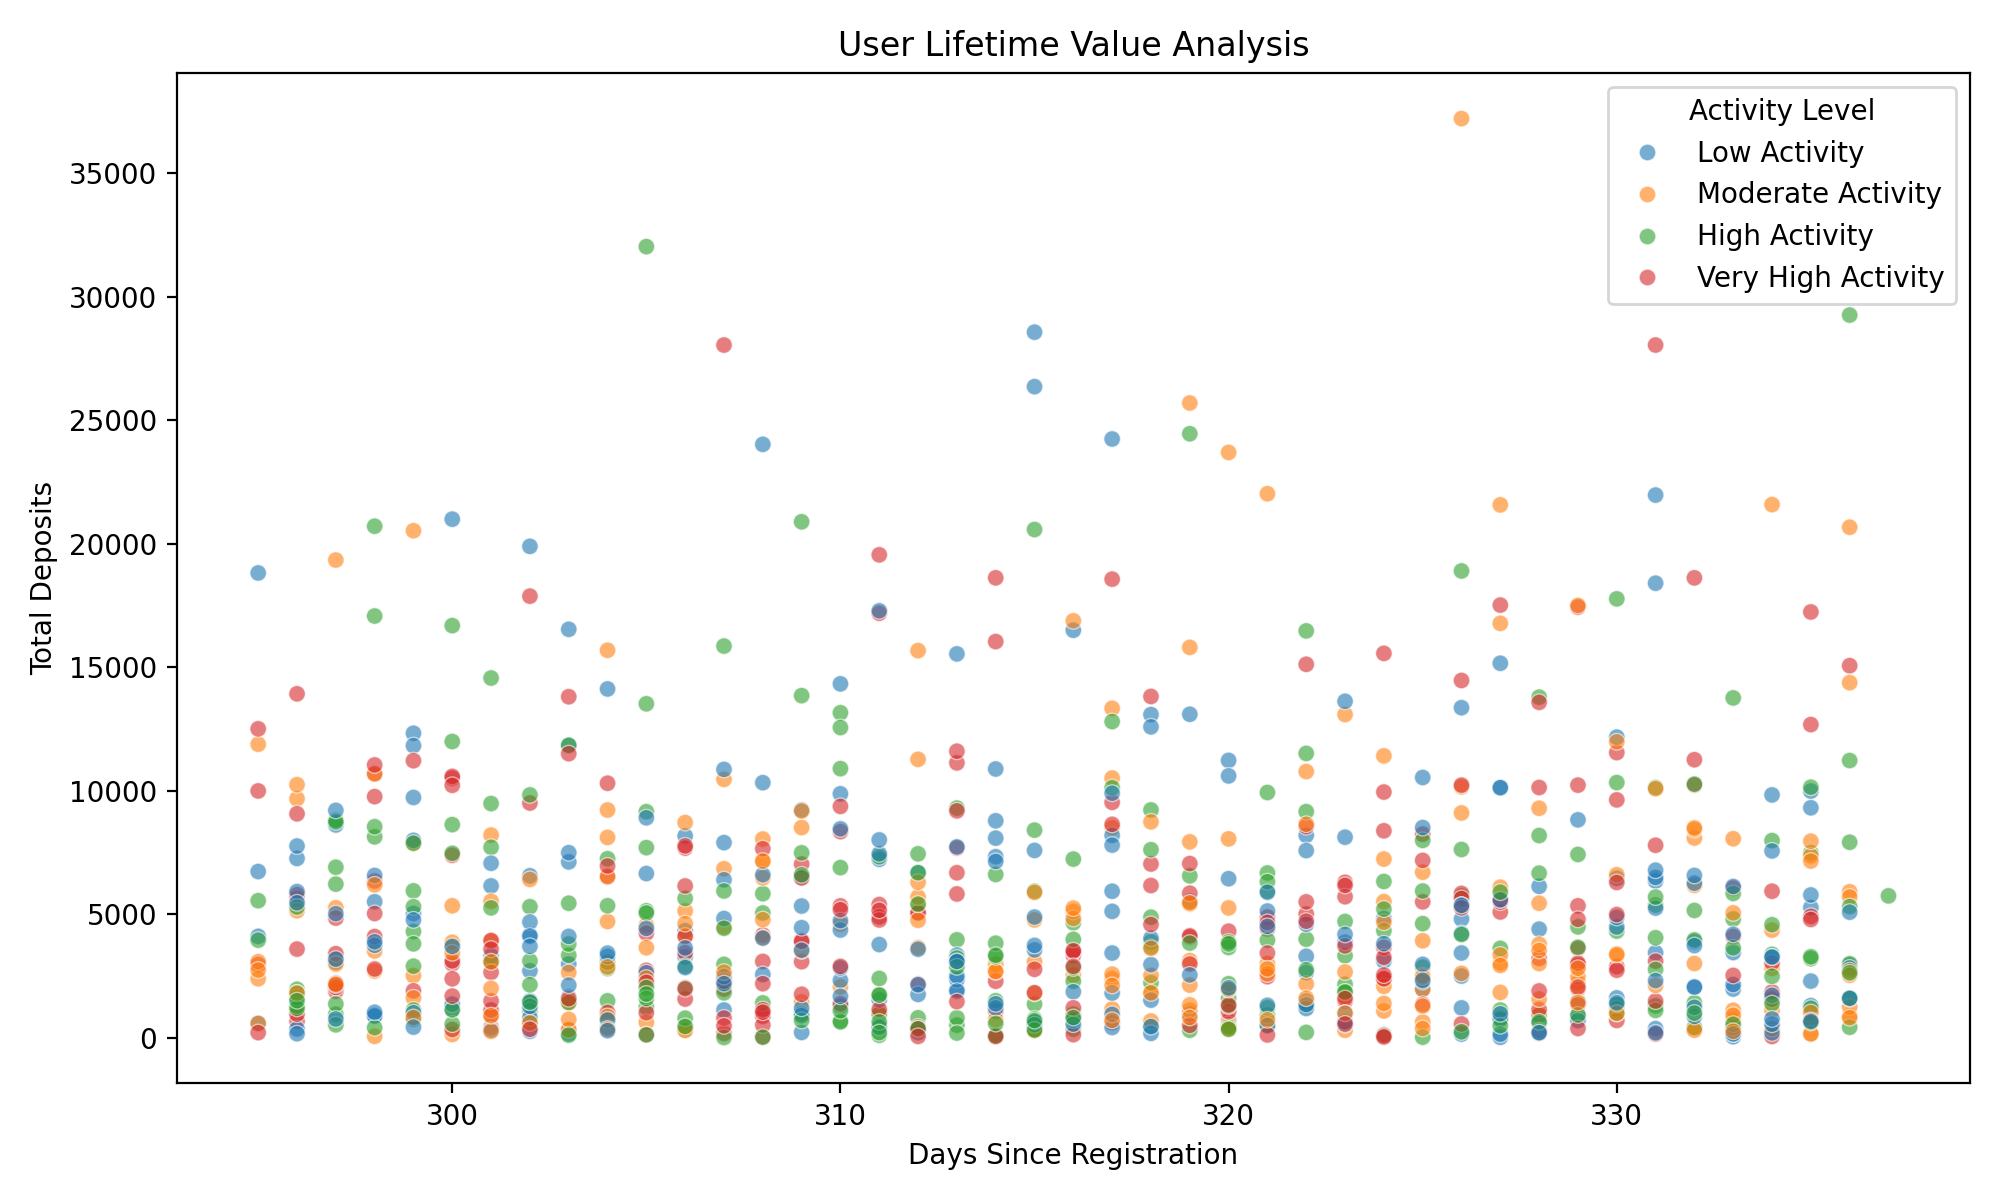 User Lifetime Value Analysis
Activity Level
Low Activity
Moderate Activity
High Activity
Very High Activity
Total Deposits
35000
30000
25000
20000
15000
10000
5000
0
300 310 320 330
Days Since Registration